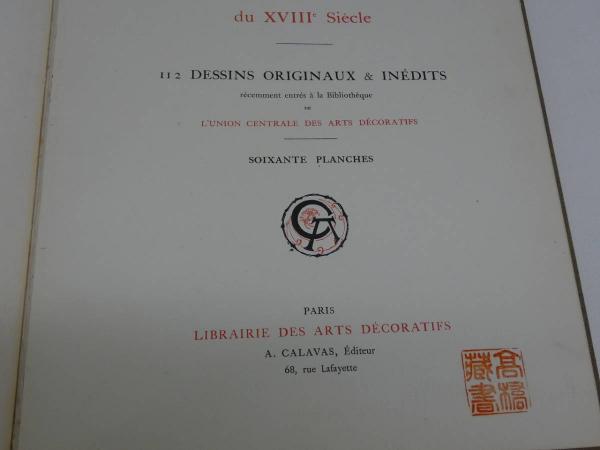 du XVIIIe Siècle
112 DESSINS ORIGINAUX & INÉDITS
récemment entrés à la Bibliothèque
DE
L'UNION CENTRALE DES ARTS DÉCORATIFS
SOIXANTE PLANCHES
CA
PARIS
LIBRAIRIE DES ARTS DÉCORATIFS
A. CALAVAS, Éditeur
68, rue Lafayette
高橋
藏書